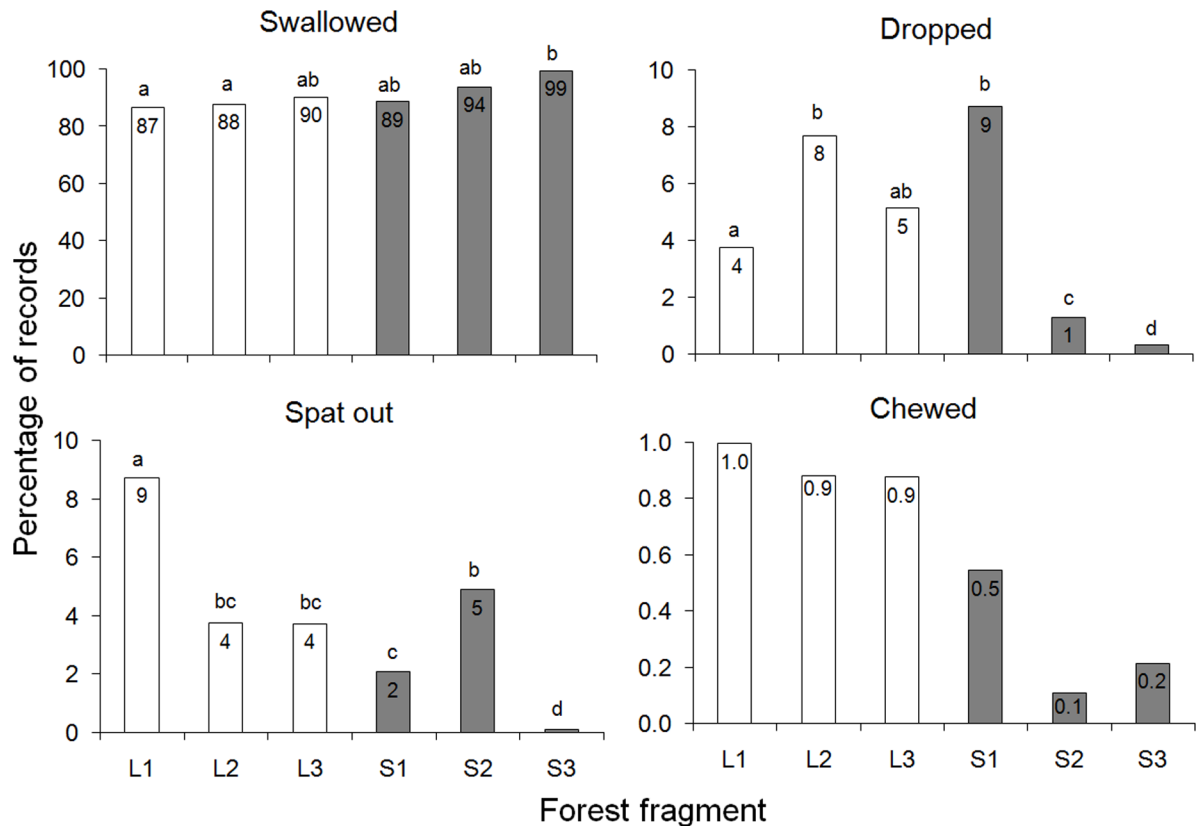 Swallowed
100
80
60
40
20
0
a a ab ab ab b
87 88 90 89 94 99
Dropped
10
8
6
4
2
0
a b ab b c d
4 8 5 9 1
Percentage of records
Spat out
10
8
6
4
2
0
a bc bc c b d
9 4 4 2 5
L1 L2 L3 S1 S2 S3
Chewed
1.0
0.8
0.6
0.4
0.2
0.0
1.0 0.9 0.9 0.5 0.1 0.2
L1 L2 L3 S1 S2 S3
Forest fragment